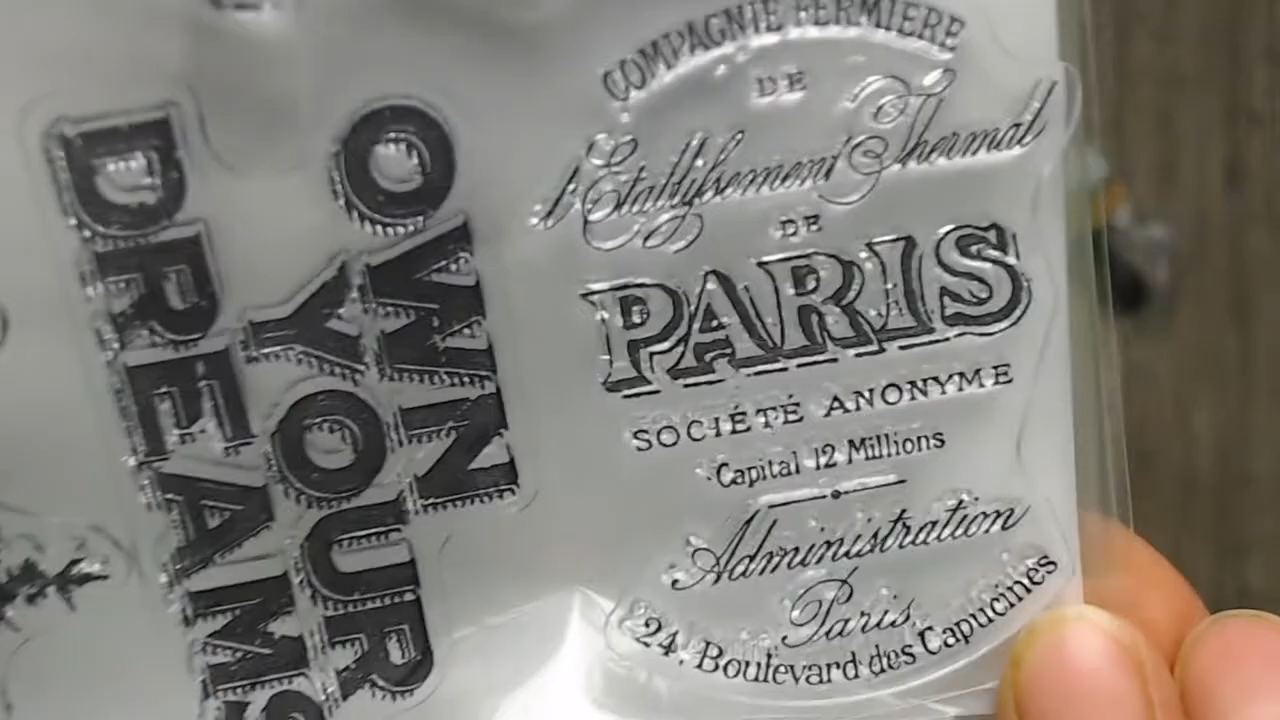 OWN
YOUR
DREAMS
COMPAGNIE FERMIERE
DE
l'Etablissement Thermal
DE
PARIS
SOCIÉTÉ ANONYME
Capital 12 Millions
Administration
Paris
24, Boulevard des Capucines